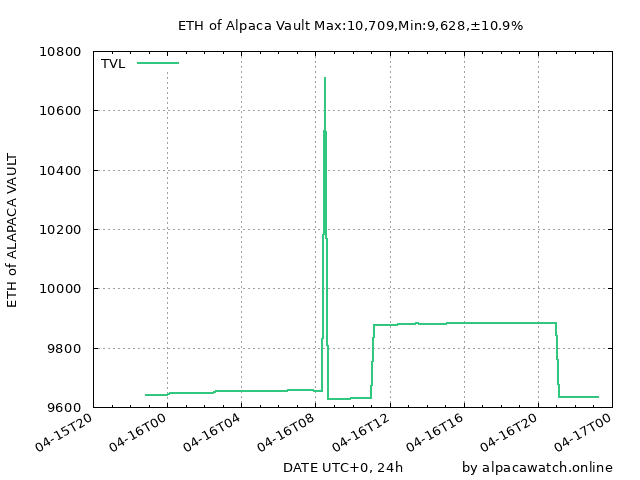 ETH of Alpaca Vault Max:10,709,Min:9,628,±10.9%
TVL
10800
10600
10400
10200
10000
9800
9600
ETH of ALAPACA VAULT
04-15T20
04-16T00
04-16T04
04-16T08
04-16T12
04-16T16
04-16T20
04-17T00
DATE UTC+0, 24h
by alpacawatch.online